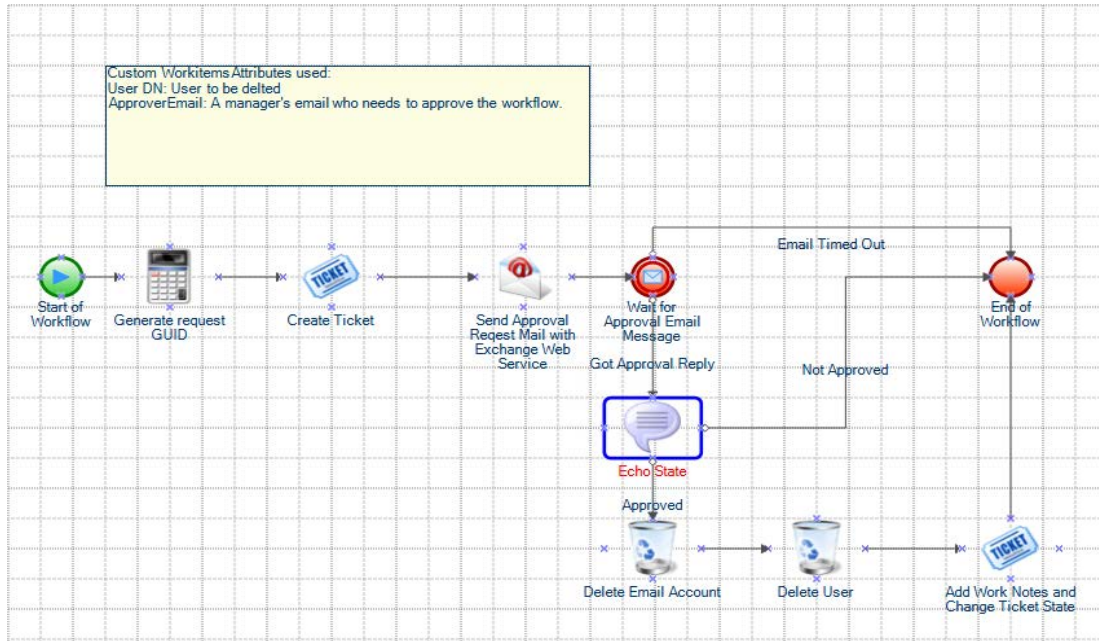 Custom Workitems Attributes used:
User DN: User to be delted
ApproverEmail: A manager's email who needs to approve the workflow.
Email Timed Out
TICKET
Start of
Workflow
Generate request
GUID
Create Ticket
Send Approval
Reqest Mail with
Exchange Web
Service
Wait for
Approval Email
Message
End of
Workflow
Got Approval Reply
Not Approved
Echo State
Approved
TICKET
Delete Email Account
Delete User
Add Work Notes and
Change Ticket State